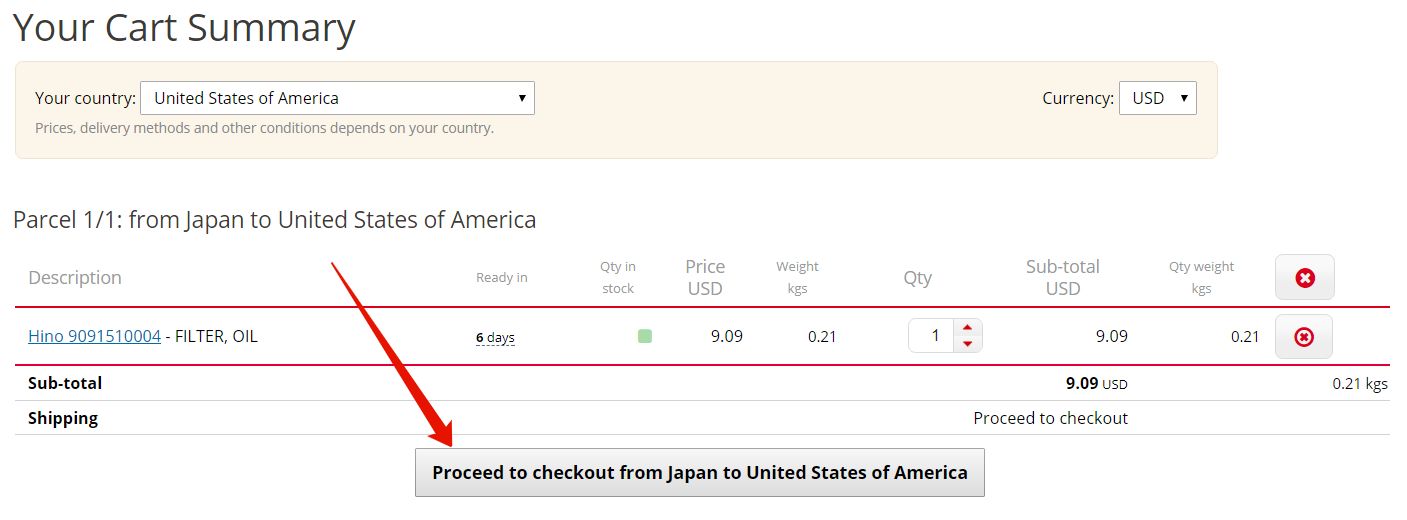 Your Cart Summary
Your country: United States of America Currency: USD
Prices, delivery methods and other conditions depends on your country.
Parcel 1/1: from Japan to United States of America
Description Ready in Qty in stock Price USD Weight kgs Qty Sub-total USD Qty weight kgs
Hino 9091510004 - FILTER, OIL 6 days 9.09 0.21 1 9.09 0.21
Sub-total 9.09 USD 0.21 kgs
Shipping Proceed to checkout
Proceed to checkout from Japan to United States of America